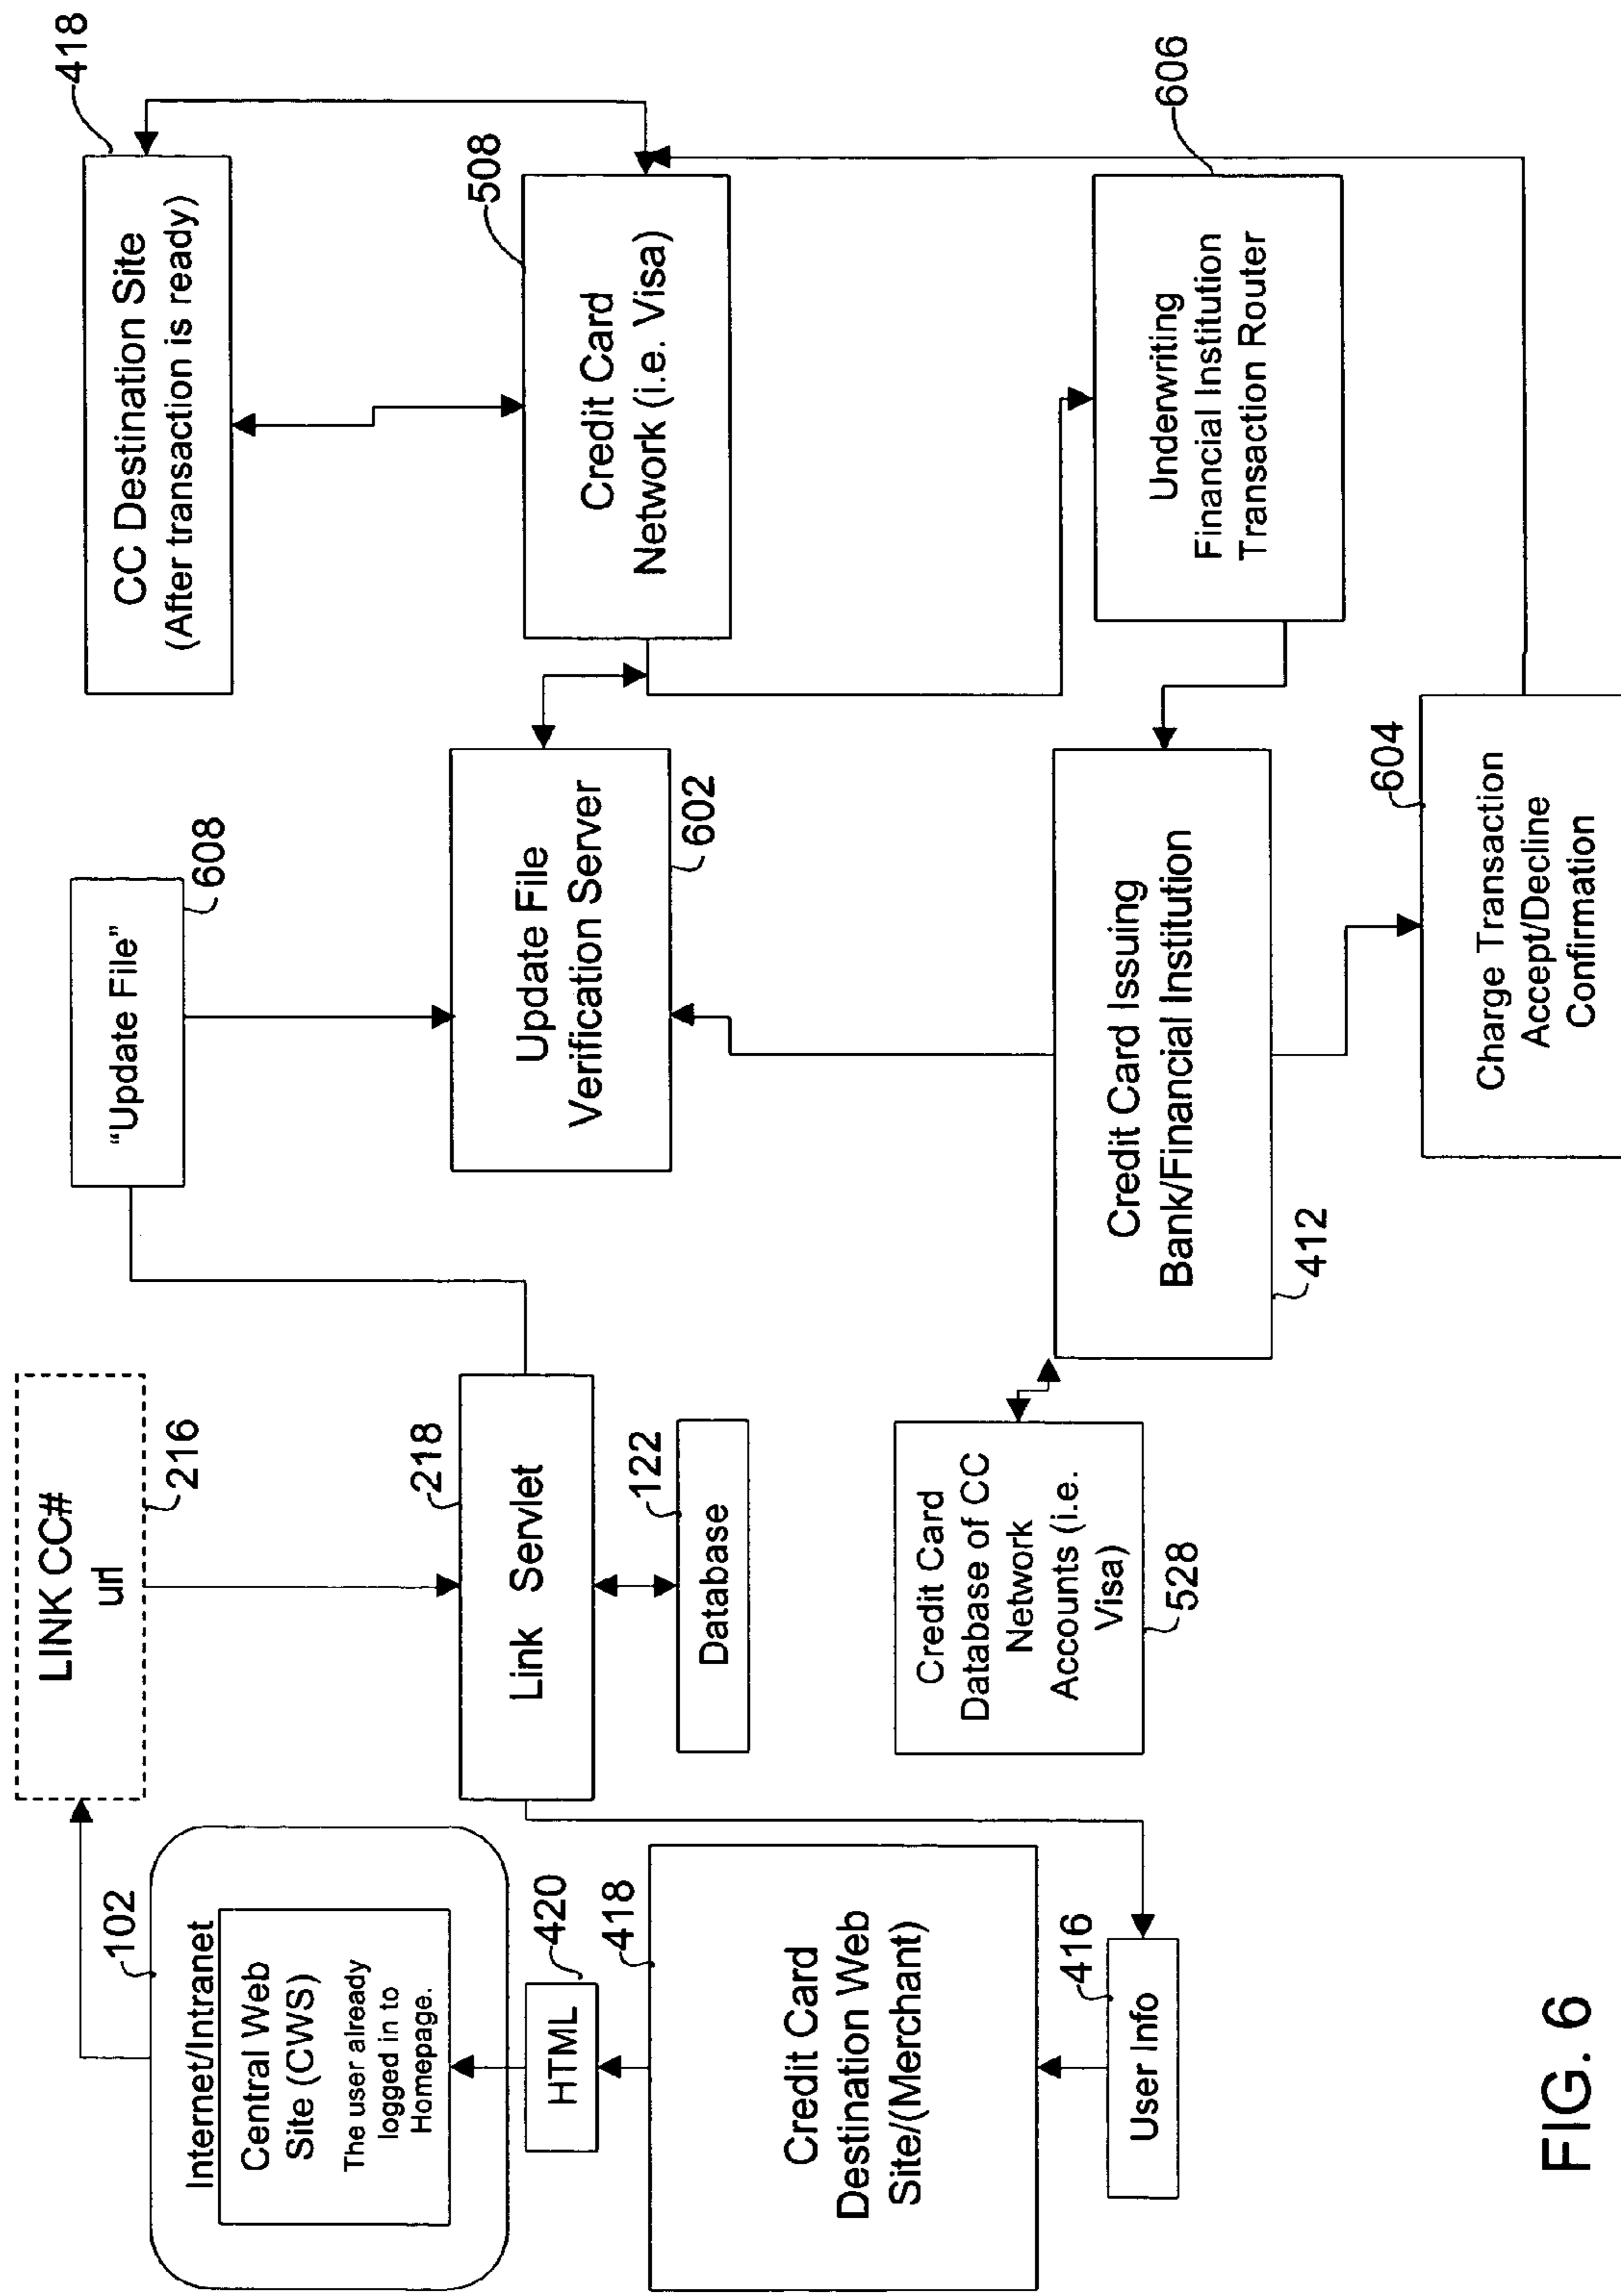 LINK CC#
url
216
102
Internet/Intranet
Central Web
Site (CWS)
The user already
logged in to
Homepage.
420
HTML
418
Credit Card
Destination Web
Site/(Merchant)
416
User Info
218
Link Servlet
122
Database
Credit Card
Database of CC
Network
Accounts (i.e.
Visa)
528
“Update File”
608
Update File
Verification Server
602
Credit Card Issuing
Bank/Financial Institution
412
604
Charge Transaction
Accept/Decline
Confirmation
418
CC Destination Site
(After transaction is ready)
508
Credit Card
Network (i.e. Visa)
606
Underwriting
Financial Institution
Transaction Router
FIG. 6